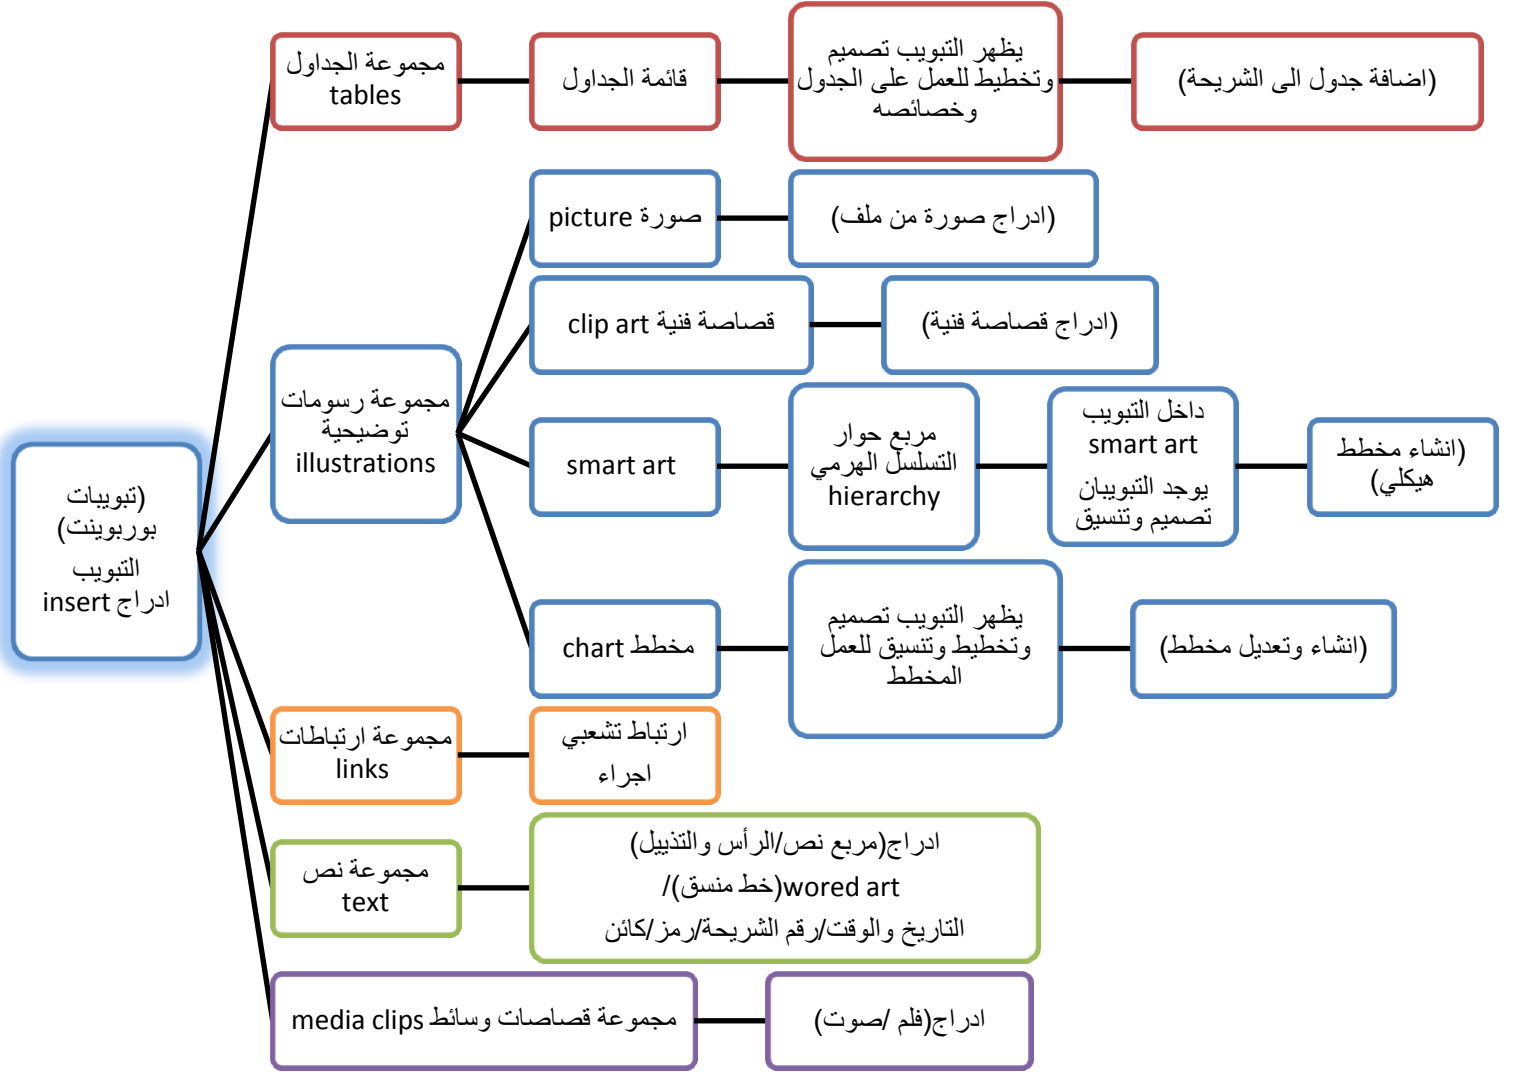 (تبويبات
بوربوينت)
التبويب
ادراج insert
مجموعة الجداول
tables
قائمة الجداول
يظهر التبويب تصميم
وتخطيط للعمل على الجدول
وخصائصه
(اضافة جدول الى الشريحة)
مجموعة رسومات
توضيحية
illustrations
صورة picture
(ادراج صورة من ملف)
قصاصة فنية clip art
(ادراج قصاصة فنية)
smart art
مربع حوار
التسلسل الهرمي
hierarchy
داخل التبويب
smart art
يوجد التبويبان
تصميم وتنسيق
(انشاء مخطط
هيكلي)
مخطط chart
يظهر التبويب تصميم
وتخطيط وتنسيق للعمل
المخطط
(انشاء وتعديل مخطط)
مجموعة ارتباطات
links
ارتباط تشعبي
اجراء
مجموعة نص
text
ادراج(مربع نص/الرأس والتذييل)
wored art(خط منسق)/
التاريخ والوقت/رقم الشريحة/رمز/كائن
مجموعة قصاصات وسائط media clips
ادراج(فلم /صوت)